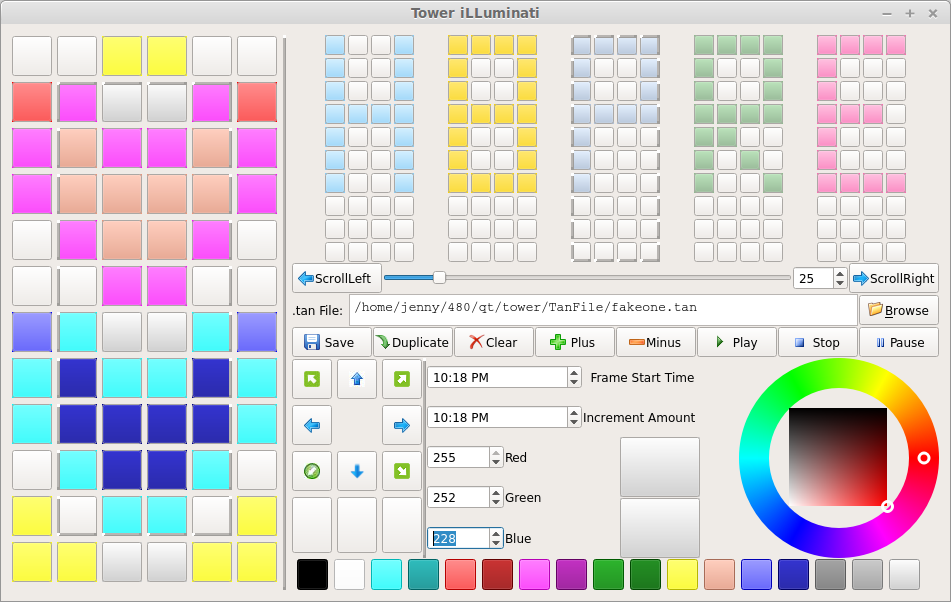 Tower iLLuminati
ScrollLeft
25
ScrollRight
.tan File:
/home/jenny/480/qt/tower/TanFile/fakeone.tan
Browse
Save
Duplicate
Clear
Plus
Minus
Play
Stop
Pause
10:18 PM
Frame Start Time
10:18 PM
Increment Amount
255
Red
252
Green
228
Blue